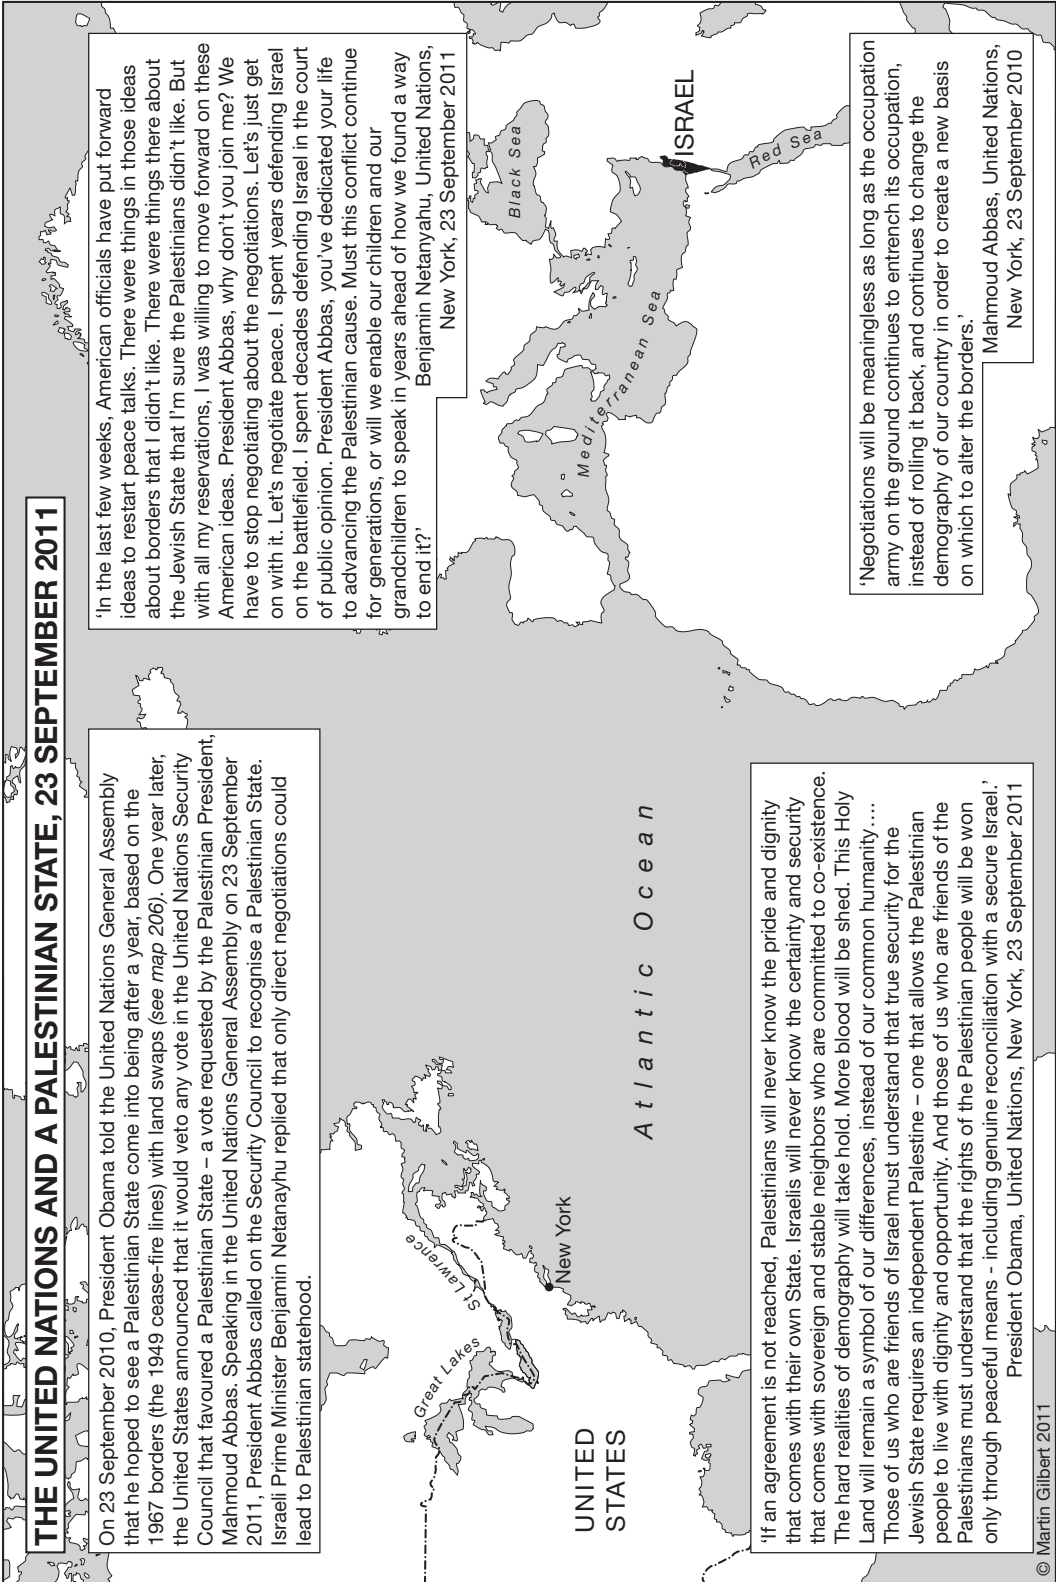 THE UNITED NATIONS AND A PALESTINIAN STATE, 23 SEPTEMBER 2011
On 23 September 2010, President Obama told the United Nations General Assembly
that he hoped to see a Palestinian State come into being after a year, based on the
1967 borders (the 1949 cease-fire lines) with land swaps (see map 206). One year later,
the United States announced that it would veto any vote in the United Nations Security
Council that favoured a Palestinian State – a vote requested by the Palestinian President,
Mahmoud Abbas. Speaking in the United Nations General Assembly on 23 September
2011, President Abbas called on the Security Council to recognise a Palestinian State.
Israeli Prime Minister Benjamin Netanayhu replied that only direct negotiations could
lead to Palestinian statehood.
'In the last few weeks, American officials have put forward
ideas to restart peace talks. There were things in those ideas
about borders that I didn't like. There were things there about
the Jewish State that I'm sure the Palestinians didn't like. But
with all my reservations, I was willing to move forward on these
American ideas. President Abbas, why don't you join me? We
have to stop negotiating about the negotiations. Let's just get
on with it. Let's negotiate peace. I spent years defending Israel
on the battlefield. I spent decades defending Israel in the court
of public opinion. President Abbas, you've dedicated your life
to advancing the Palestinian cause. Must this conflict continue
for generations, or will we enable our children and our
grandchildren to speak in years ahead of how we found a way
to end it?'
Benjamin Netanyahu, United Nations,
New York, 23 September 2011
Great Lakes
St Lawrence
New York
UNITED
STATES
Atlantic Ocean
Mediterranean Sea
Black Sea
ISRAEL
Red Sea
'If an agreement is not reached, Palestinians will never know the pride and dignity
that comes with their own State. Israelis will never know the certainty and security
that comes with sovereign and stable neighbors who are committed to co-existence.
The hard realities of demography will take hold. More blood will be shed. This Holy
Land will remain a symbol of our differences, instead of our common humanity....
Those of us who are friends of Israel must understand that true security for the
Jewish State requires an independent Palestine – one that allows the Palestinian
people to live with dignity and opportunity. And those of us who are friends of the
Palestinians must understand that the rights of the Palestinian people will be won
only through peaceful means - including genuine reconciliation with a secure Israel.'
President Obama, United Nations, New York, 23 September 2011
'Negotiations will be meaningless as long as the occupation
army on the ground continues to entrench its occupation,
instead of rolling it back, and continues to change the
demography of our country in order to create a new basis
on which to alter the borders.'
Mahmoud Abbas, United Nations,
New York, 23 September 2010
© Martin Gilbert 2011